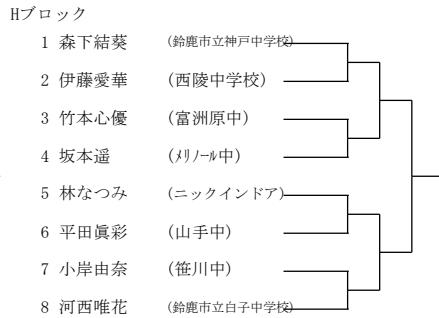 Hブロック
1 森下結葵 (鈴鹿市立神戸中学校)
2 伊藤愛華 (西陵中学校)
3 竹本心優 (富洲原中)
4 坂本遥 (ﾒﾘﾉｰﾙ中)
5 林なつみ (ニックインドア)
6 平田眞彩 (山手中)
7 小岸由奈 (笹川中)
8 河西唯花 (鈴鹿市立白子中学校)